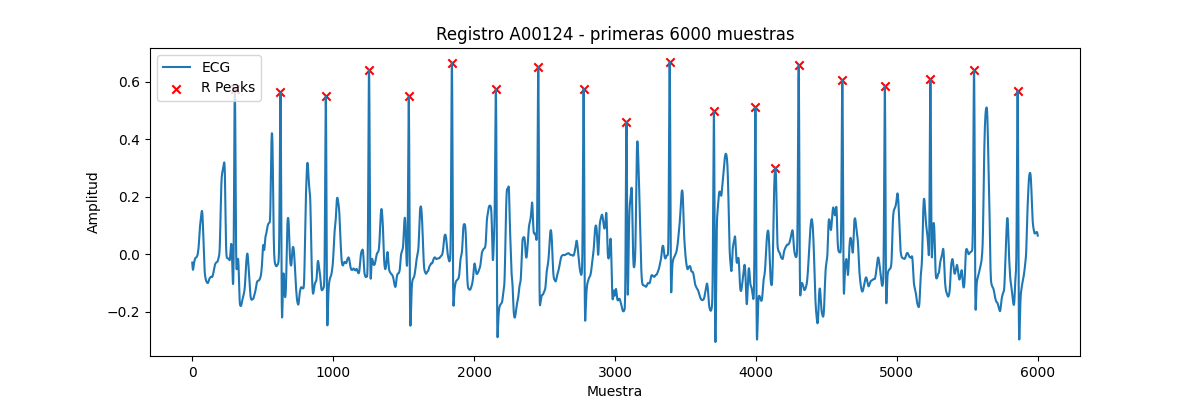 Registro A00124 - primeras 6000 muestras
ECG
R Peaks
Amplitud
0.6
0.4
0.2
0.0
−0.2
0 1000 2000 3000 4000 5000 6000
Muestra